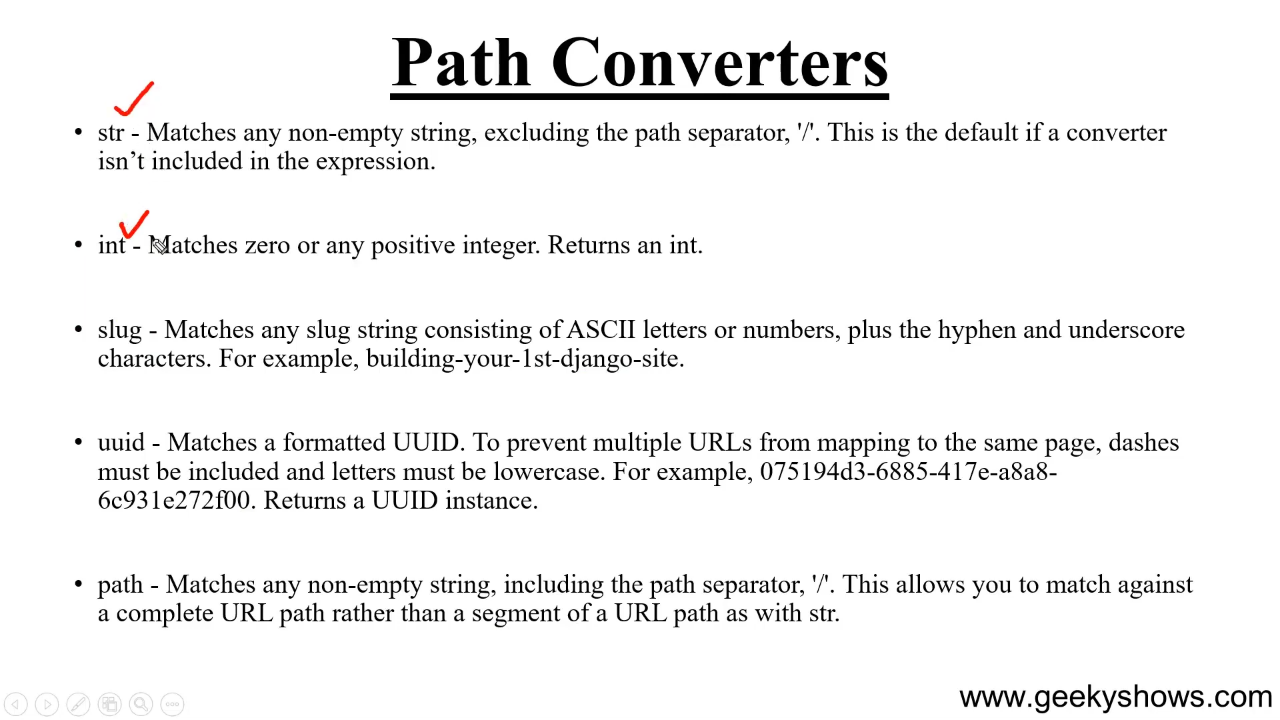 Path Converters
• str - Matches any non-empty string, excluding the path separator, '/'. This is the default if a converter
isn’t included in the expression.
• int - Matches zero or any positive integer. Returns an int.
• slug - Matches any slug string consisting of ASCII letters or numbers, plus the hyphen and underscore
characters. For example, building-your-1st-django-site.
• uuid - Matches a formatted UUID. To prevent multiple URLs from mapping to the same page, dashes
must be included and letters must be lowercase. For example, 075194d3-6885-417e-a8a8-
6c931e272f00. Returns a UUID instance.
• path - Matches any non-empty string, including the path separator, '/'. This allows you to match against
a complete URL path rather than a segment of a URL path as with str.
www.geekyshows.com